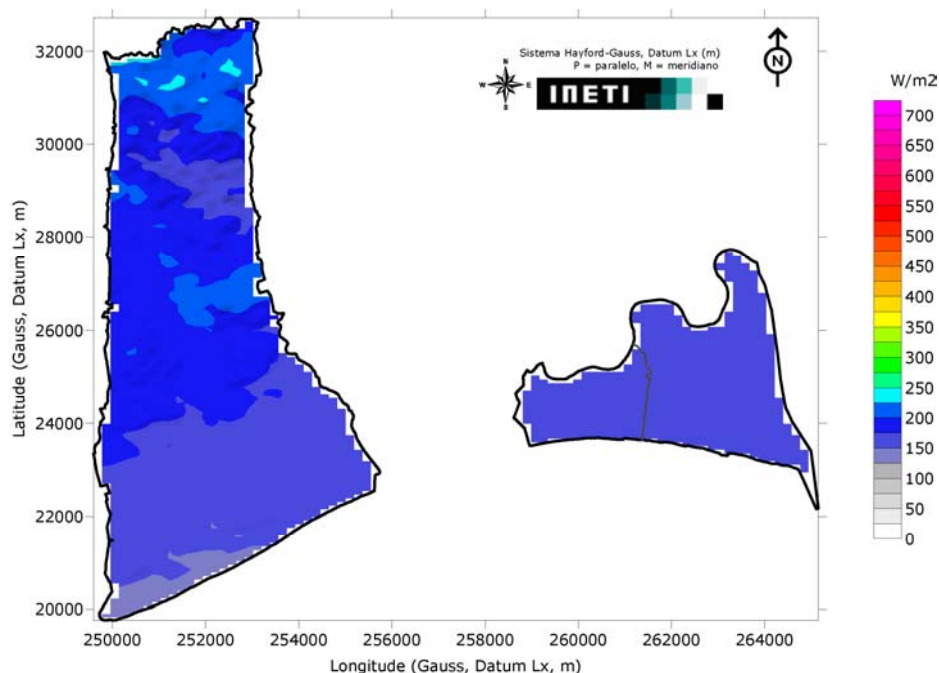 Sistema Hayford-Gauss, Datum Lx (m)
P = paralelo, M = meridiano
N
W E
S
INETI
N
W/m2
700
650
600
550
500
450
400
350
300
250
200
150
100
50
0
32000
30000
28000
26000
24000
22000
20000
Latitude (Gauss, Datum Lx, m)
250000 252000 254000 256000 258000 260000 262000 264000
Longitude (Gauss, Datum Lx, m)